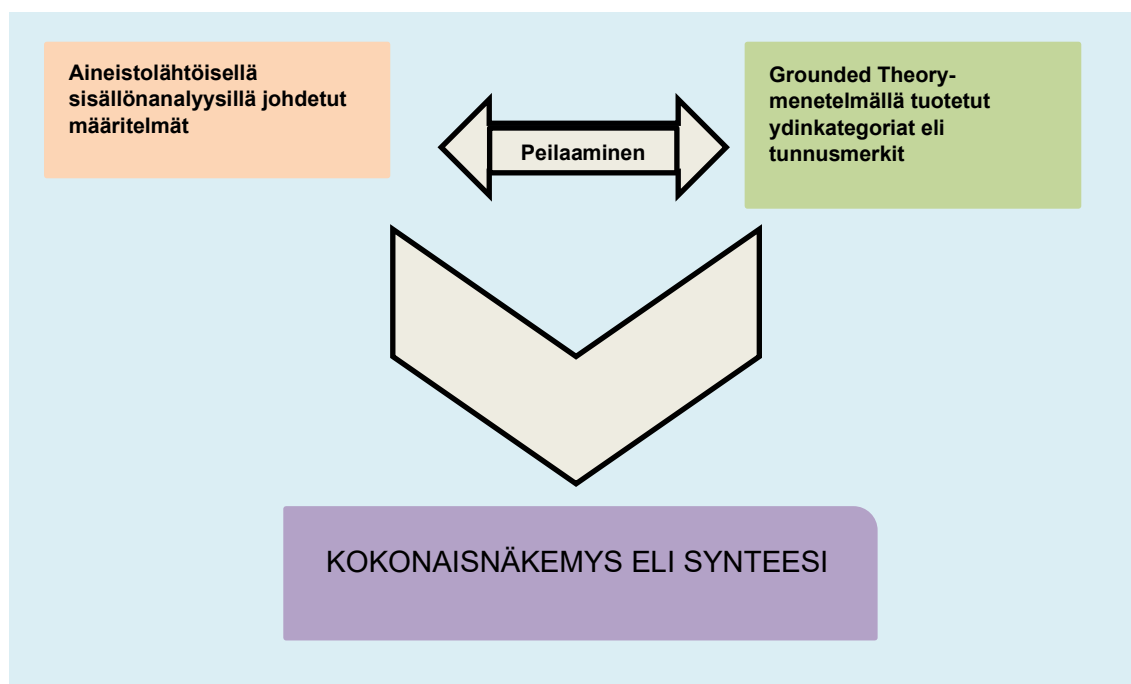 Aineistolähtöisellä
sisällönanalyysillä johdetut
määritelmät
Peilaaminen
Grounded Theory-
menetelmällä tuotetut
ydinkategoriat eli
tunnusmerkit
KOKONAISNÄKEMYS ELI SYNTEESI